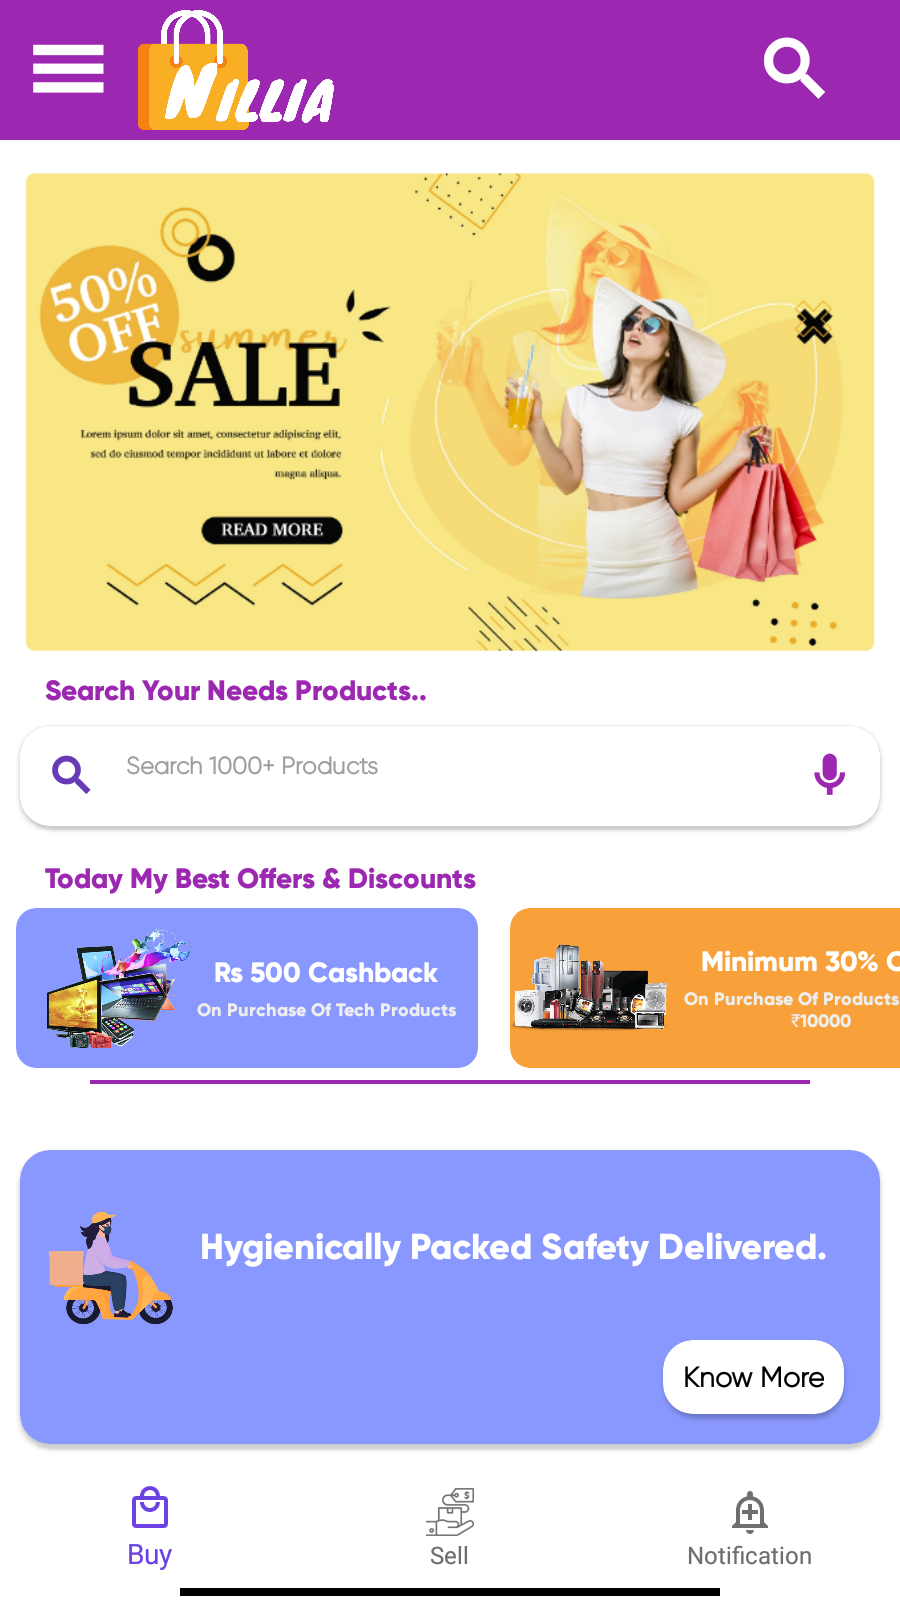 NILLIA
50%
OFF
summer
SALE
Lorem ipsum dolor sit amet, consectetur adipiscing elit,
sed do eiusmod tempor incididunt ut labore et dolore
magna aliqua.
READ MORE
Search Your Needs Products..
Search 1000+ Products
Today My Best Offers & Discounts
Rs 500 Cashback
On Purchase Of Tech Products
Minimum 30%
On Purchase Of Products
₹10000
Hygienically Packed Safety Delivered.
Know More
Buy
Sell
Notification